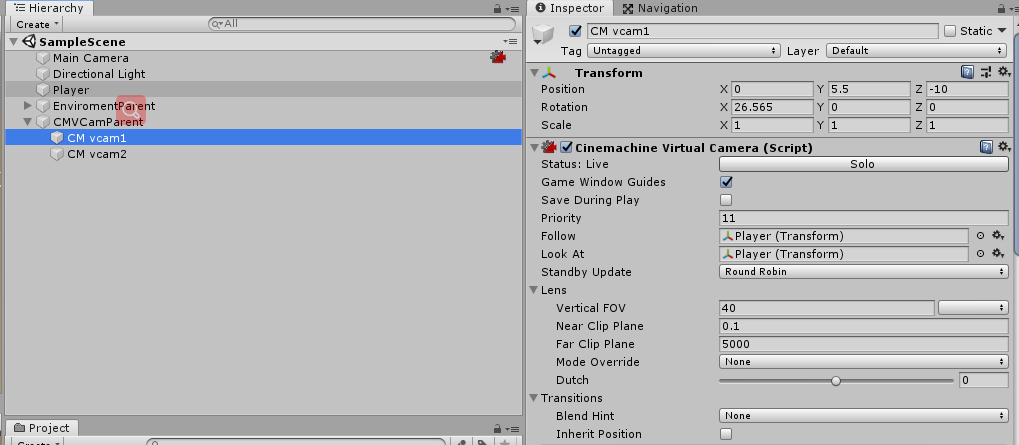 Hierarchy
Create
All
SampleScene
Main Camera
Directional Light
Player
EnviromentParent
CMVCamParent
CM vcam1
CM vcam2
Project
Create
Inspector
Navigation
CM vcam1
Static
Tag Untagged Layer Default
Transform
Position X 0 Y 5.5 Z -10
Rotation X 26.565 Y 0 Z 0
Scale X 1 Y 1 Z 1
Cinemachine Virtual Camera (Script)
Status: Live Solo
Game Window Guides
Save During Play
Priority 11
Follow Player (Transform)
Look At Player (Transform)
Standby Update Round Robin
Lens
Vertical FOV 40
Near Clip Plane 0.1
Far Clip Plane 5000
Mode Override None
Dutch 0
Transitions
Blend Hint None
Inherit Position